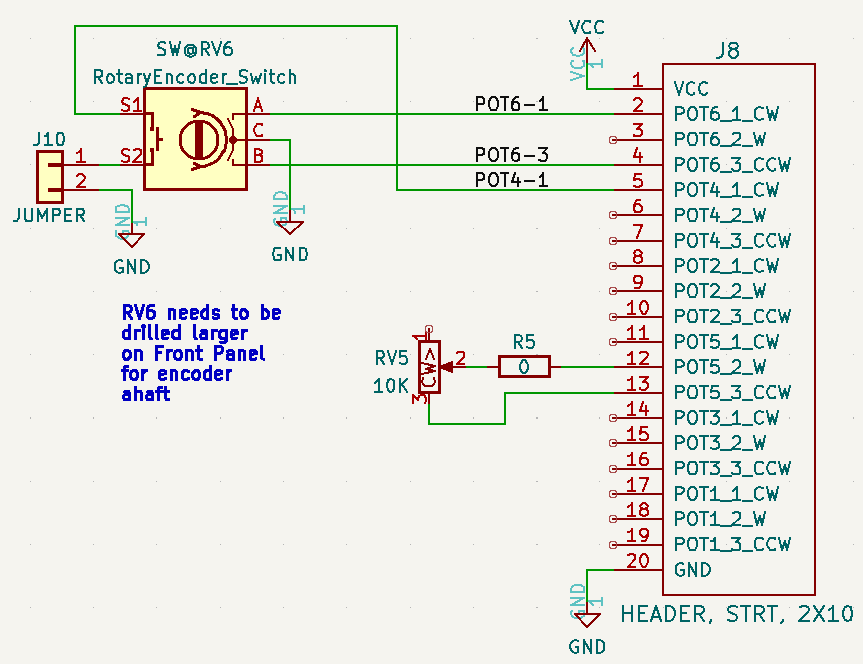 VCC
VCC 1
SW@RV6
RotaryEncoder_Switch
J8
S1 A
C
S2 B
J10
1
2
JUMPER
POT6-1
POT6-3
POT4-1
GND 1
GND
GND 1
GND
1 VCC
2 POT6_1_CW
3 POT6_2_W
4 POT6_3_CCW
5 POT4_1_CW
6 POT4_2_W
7 POT4_3_CCW
8 POT2_1_CW
9 POT2_2_W
10 POT2_3_CCW
11 POT5_1_CW
12 POT5_2_W
13 POT5_3_CCW
14 POT3_1_CW
15 POT3_2_W
16 POT3_3_CCW
17 POT1_1_CW
18 POT1_2_W
19 POT1_3_CCW
20 GND
RV6 needs to be
drilled larger
on Front Panel
for encoder
ahaft
RV5
10K
1
CW>
2
3
R5
0
GND 1
GND
HEADER, STRT, 2X10